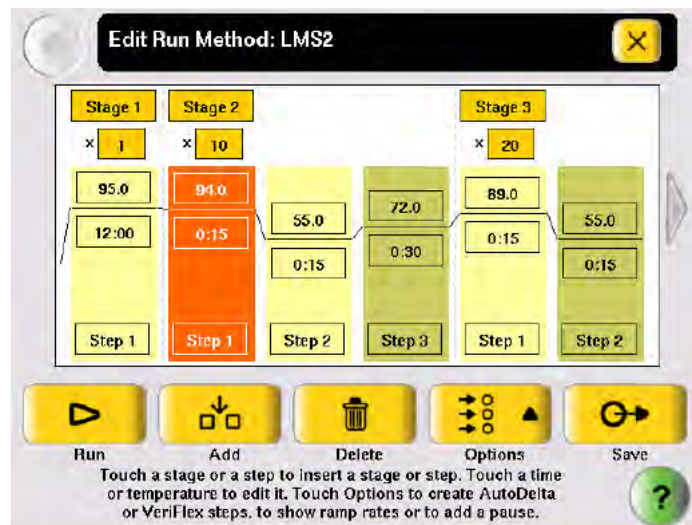 Edit Run Method: LMS2
Stage 1 Stage 2 Stage 3
× 1 × 10 × 20
95.0 94.0 55.0 72.0 89.0 55.0
12:00 0:15 0:15 0:30 0:15 0:15
Step 1 Step 1 Step 2 Step 3 Step 1 Step 2
Run Add Delete Options Save
Touch a stage or a step to insert a stage or step. Touch a time
or temperature to edit it. Touch Options to create AutoDelta
or VeriFlex steps, to show ramp rates or to add a pause.
?